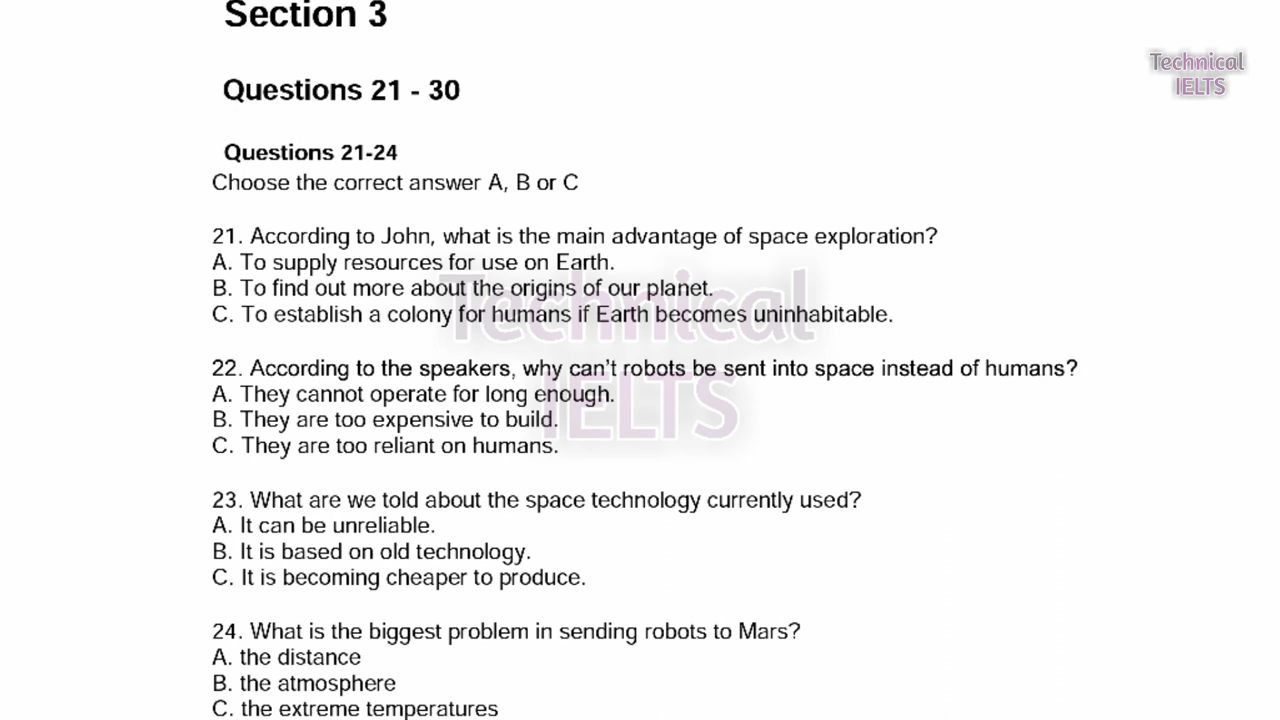 Section 3
Technical
IELTS
Questions 21 - 30
Questions 21-24
Choose the correct answer A, B or C
21. According to John, what is the main advantage of space exploration?
A. To supply resources for use on Earth.
B. To find out more about the origins of our planet.
C. To establish a colony for humans if Earth becomes uninhabitable.
Technical
22. According to the speakers, why can't robots be sent into space instead of humans?
A. They cannot operate for long enough.
B. They are too expensive to build.
C. They are too reliant on humans.
IELTS
23. What are we told about the space technology currently used?
A. It can be unreliable.
B. It is based on old technology.
C. It is becoming cheaper to produce.
24. What is the biggest problem in sending robots to Mars?
A. the distance
B. the atmosphere
C. the extreme temperatures